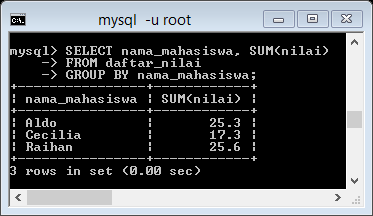 mysql -u root
mysql> SELECT nama_mahasiswa, SUM(nilai)
    -> FROM daftar_nilai
    -> GROUP BY nama_mahasiswa;
+----------------+------------+
| nama_mahasiswa | SUM(nilai) |
+----------------+------------+
| Aldo           |       25.3 |
| Cecilia        |       17.3 |
| Raihan         |       25.6 |
+----------------+------------+
3 rows in set (0.00 sec)